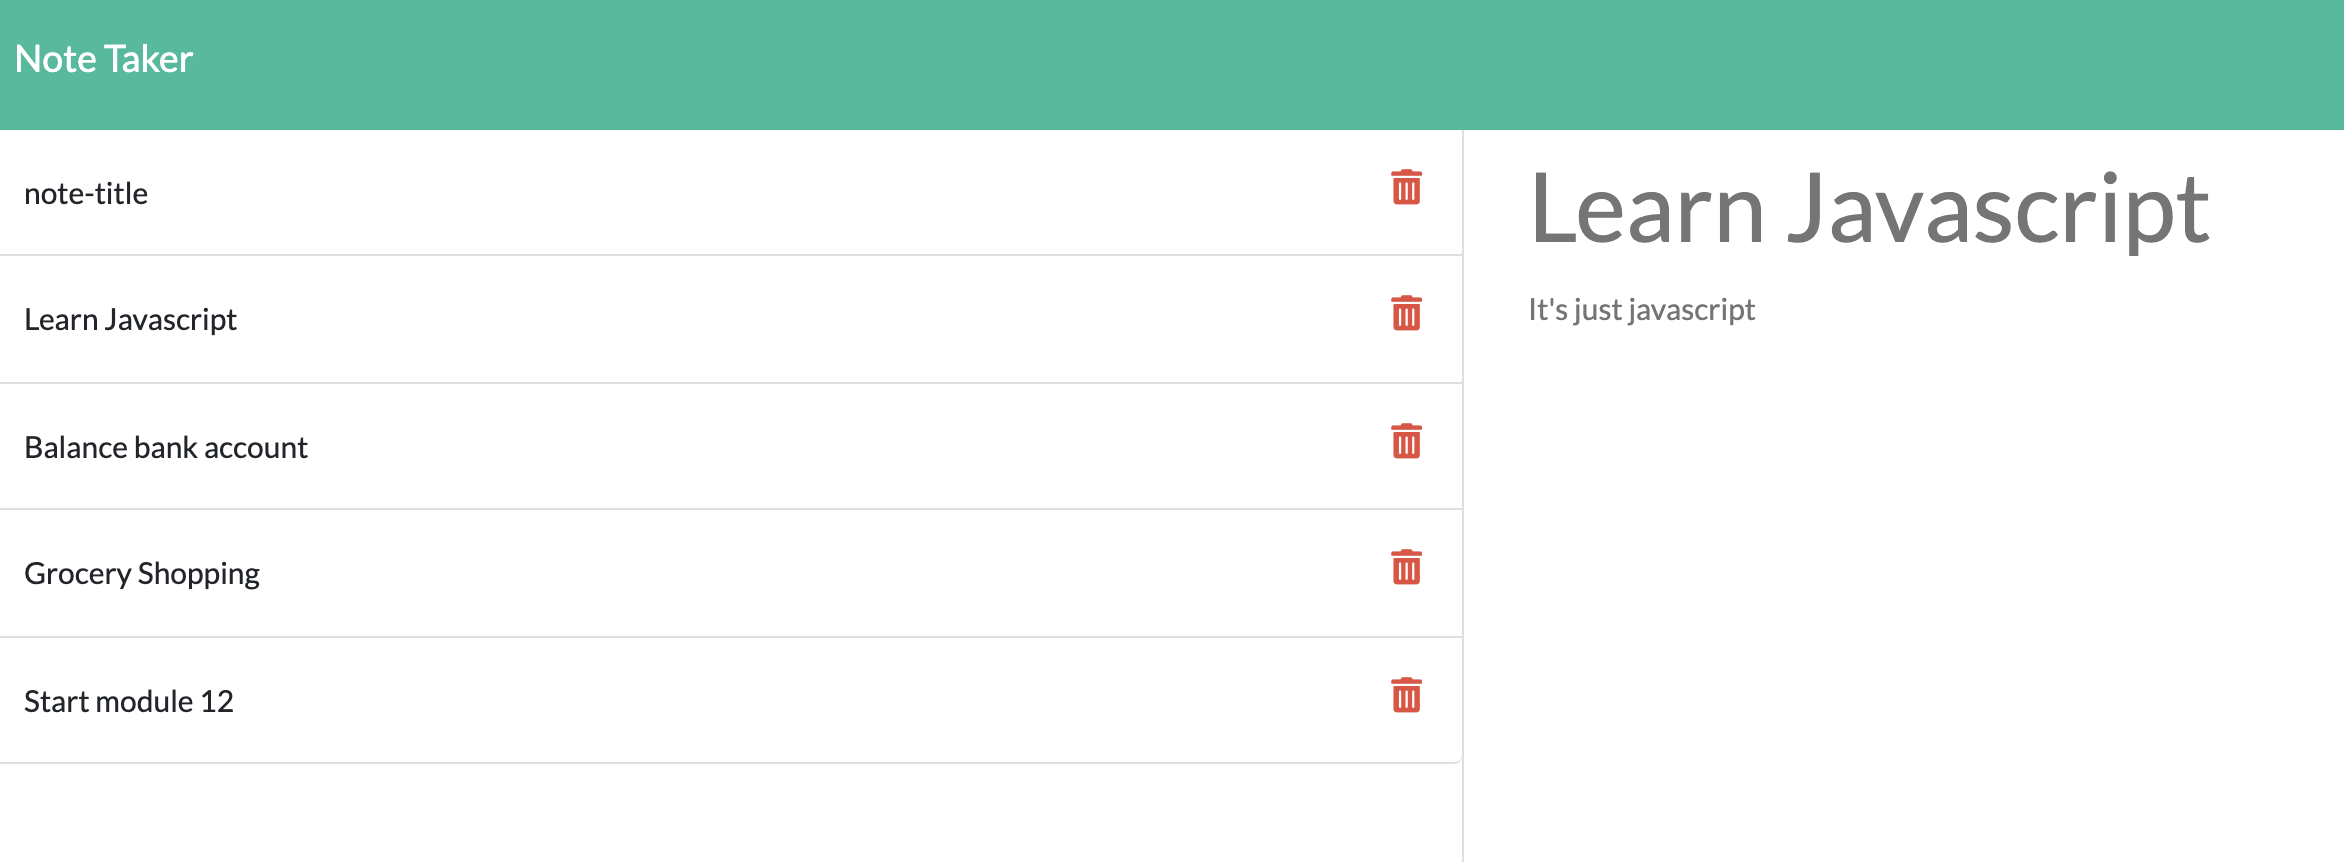 Note Taker
note-title
Learn Javascript
Balance bank account
Grocery Shopping
Start module 12
Learn Javascript
It's just javascript